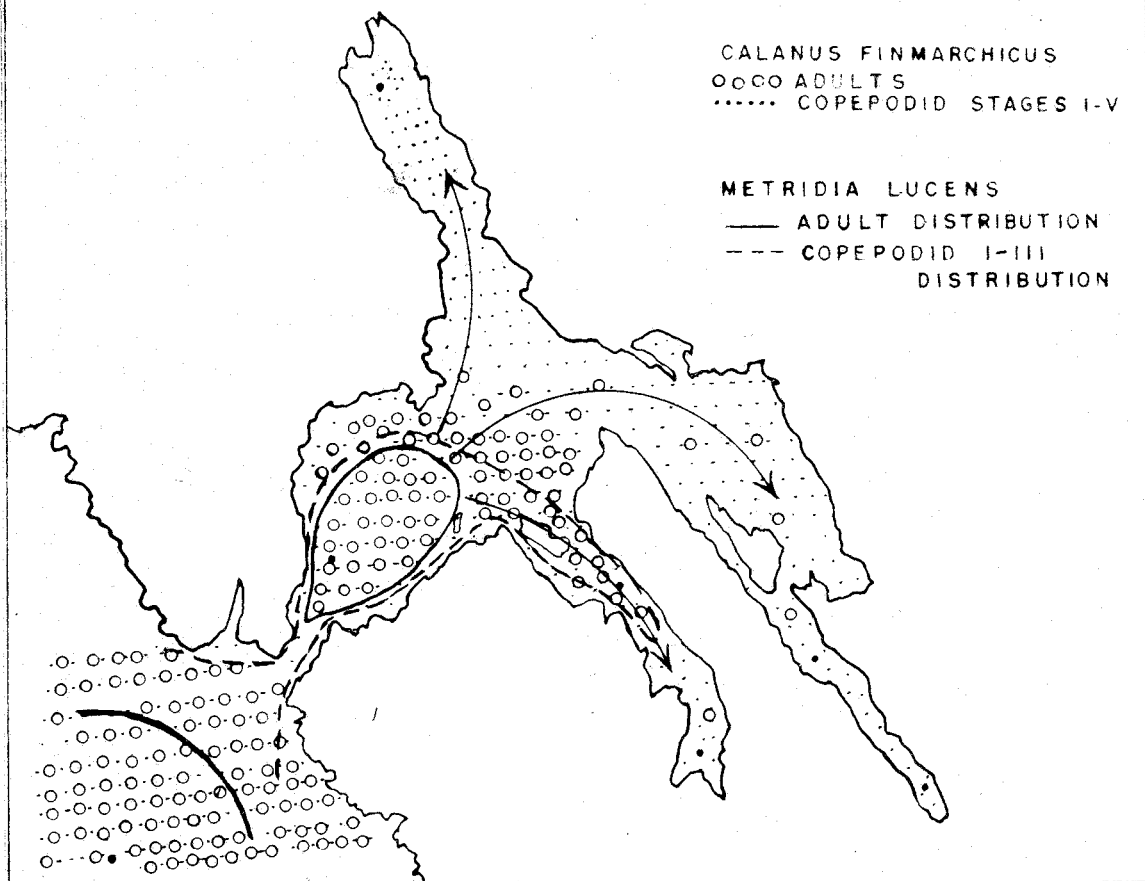 CALANUS FINMARCHICUS
ADULTS
COPEPODID STAGES I-V
METRIDIA LUCENS
ADULT DISTRIBUTION
COPEPODID I-III
DISTRIBUTION